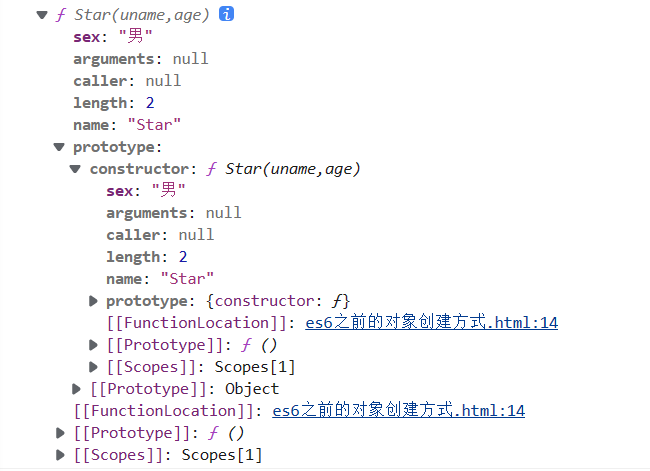 ▼ ƒ Star(uname,age) i
sex: "男"
arguments: null
caller: null
length: 2
name: "Star"
▼ prototype:
▼ constructor: ƒ Star(uname,age)
sex: "男"
arguments: null
caller: null
length: 2
name: "Star"
▶ prototype: {constructor: ƒ}
[[FunctionLocation]]: es6之前的对象创建方式.html:14
▶ [[Prototype]]: ƒ ()
▶ [[Scopes]]: Scopes[1]
▶ [[Prototype]]: Object
[[FunctionLocation]]: es6之前的对象创建方式.html:14
▶ [[Prototype]]: ƒ ()
▶ [[Scopes]]: Scopes[1]